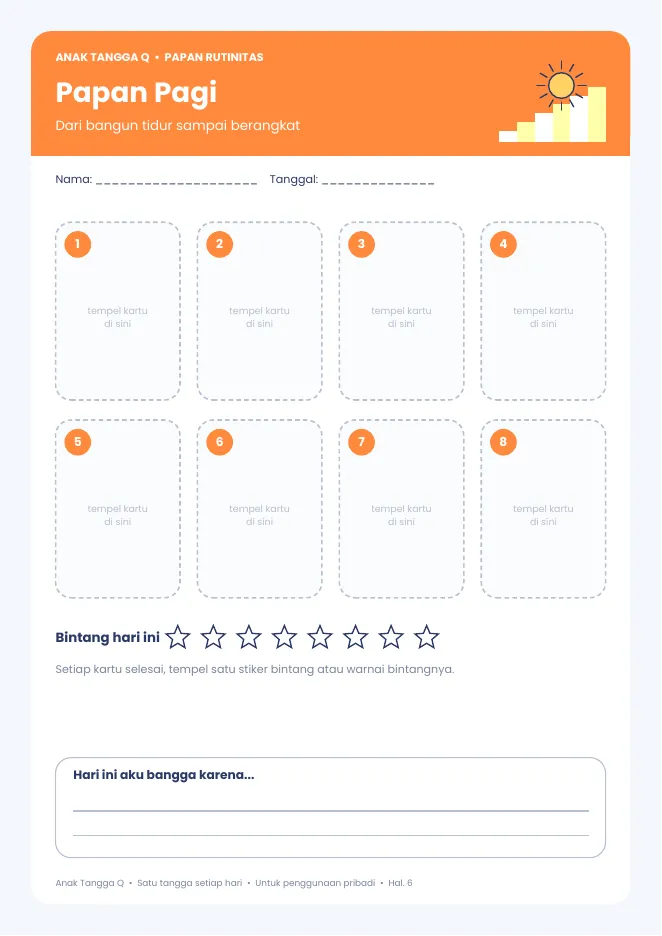 ANAK TANGGA Q • PAPAN RUTINITAS
Papan Pagi
Dari bangun tidur sampai berangkat
Nama: ____________________ Tanggal: ______________
1
tempel kartu
di sini
2
tempel kartu
di sini
3
tempel kartu
di sini
4
tempel kartu
di sini
5
tempel kartu
di sini
6
tempel kartu
di sini
7
tempel kartu
di sini
8
tempel kartu
di sini
Bintang hari ini
Setiap kartu selesai, tempel satu stiker bintang atau warnai bintangnya.
Hari ini aku bangga karena...
Anak Tangga Q • Satu tangga setiap hari • Untuk penggunaan pribadi • Hal. 6